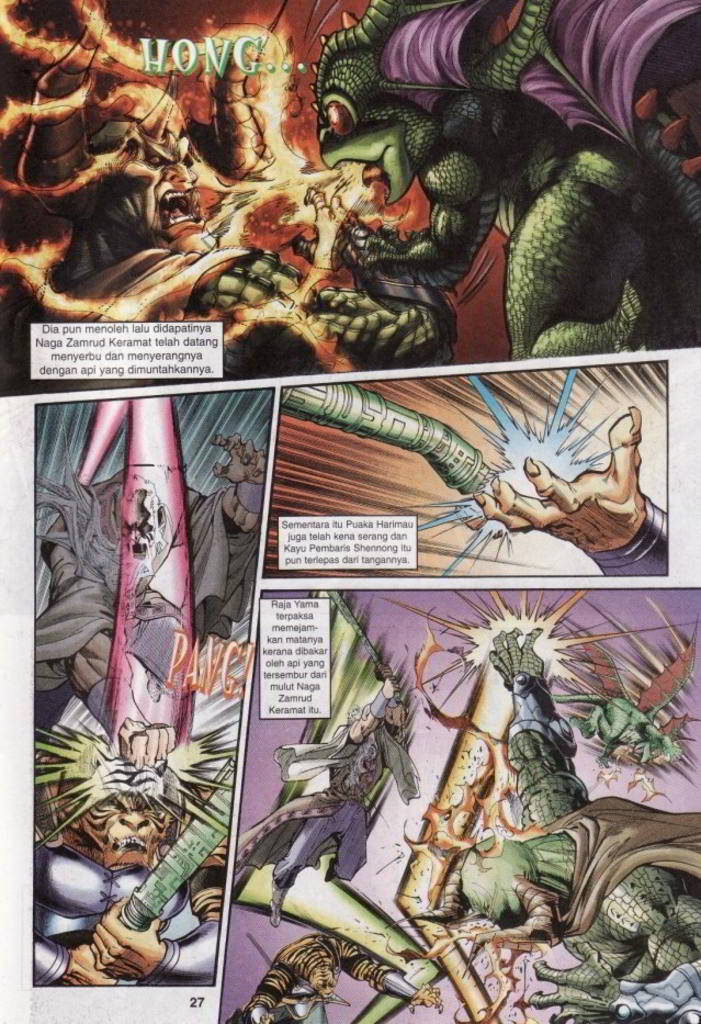 HONG...
Dia pun menoleh lalu didapatinya
Naga Zamrud Keramat telah datang
menyerbu dan menyerangnya
dengan api yang dimuntahkannya.
Sementara itu Puaka Harimau
juga telah kena serang dan
Kayu Pembaris Shennong itu
pun terlepas dari tangannya.
PANG!
Raja Yama
terpaksa
memejam-
kan matanya
kerana dibakar
oleh api yang
tersembur dari
mulut Naga
Zamrud
Keramat itu.
27